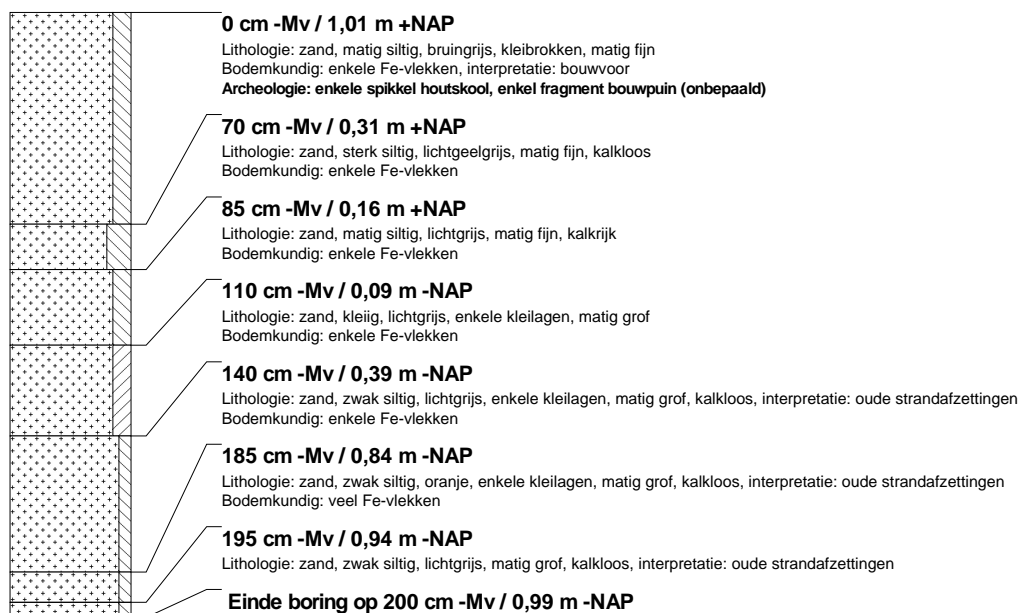 0 cm -Mv / 1,01 m +NAP
Lithologie: zand, matig siltig, bruingrijs, kleibrokken, matig fijn
Bodemkundig: enkele Fe-vlekken, interpretatie: bouwvoor
Archeologie: enkele spikkel houtskool, enkel fragment bouwpuin (onbepaald)
70 cm -Mv / 0,31 m +NAP
Lithologie: zand, sterk siltig, lichtgeelgrijs, matig fijn, kalkloos
Bodemkundig: enkele Fe-vlekken
85 cm -Mv / 0,16 m +NAP
Lithologie: zand, matig siltig, lichtgrijs, matig fijn, kalkrijk
Bodemkundig: enkele Fe-vlekken
110 cm -Mv / 0,09 m -NAP
Lithologie: zand, kleiig, lichtgrijs, enkele kleilagen, matig grof
Bodemkundig: enkele Fe-vlekken
140 cm -Mv / 0,39 m -NAP
Lithologie: zand, zwak siltig, lichtgrijs, enkele kleilagen, matig grof, kalkloos, interpretatie: oude strandafzettingen
Bodemkundig: enkele Fe-vlekken
185 cm -Mv / 0,84 m -NAP
Lithologie: zand, zwak siltig, oranje, enkele kleilagen, matig grof, kalkloos, interpretatie: oude strandafzettingen
Bodemkundig: veel Fe-vlekken
195 cm -Mv / 0,94 m -NAP
Lithologie: zand, zwak siltig, lichtgrijs, matig grof, kalkloos, interpretatie: oude strandafzettingen
Einde boring op 200 cm -Mv / 0,99 m -NAP